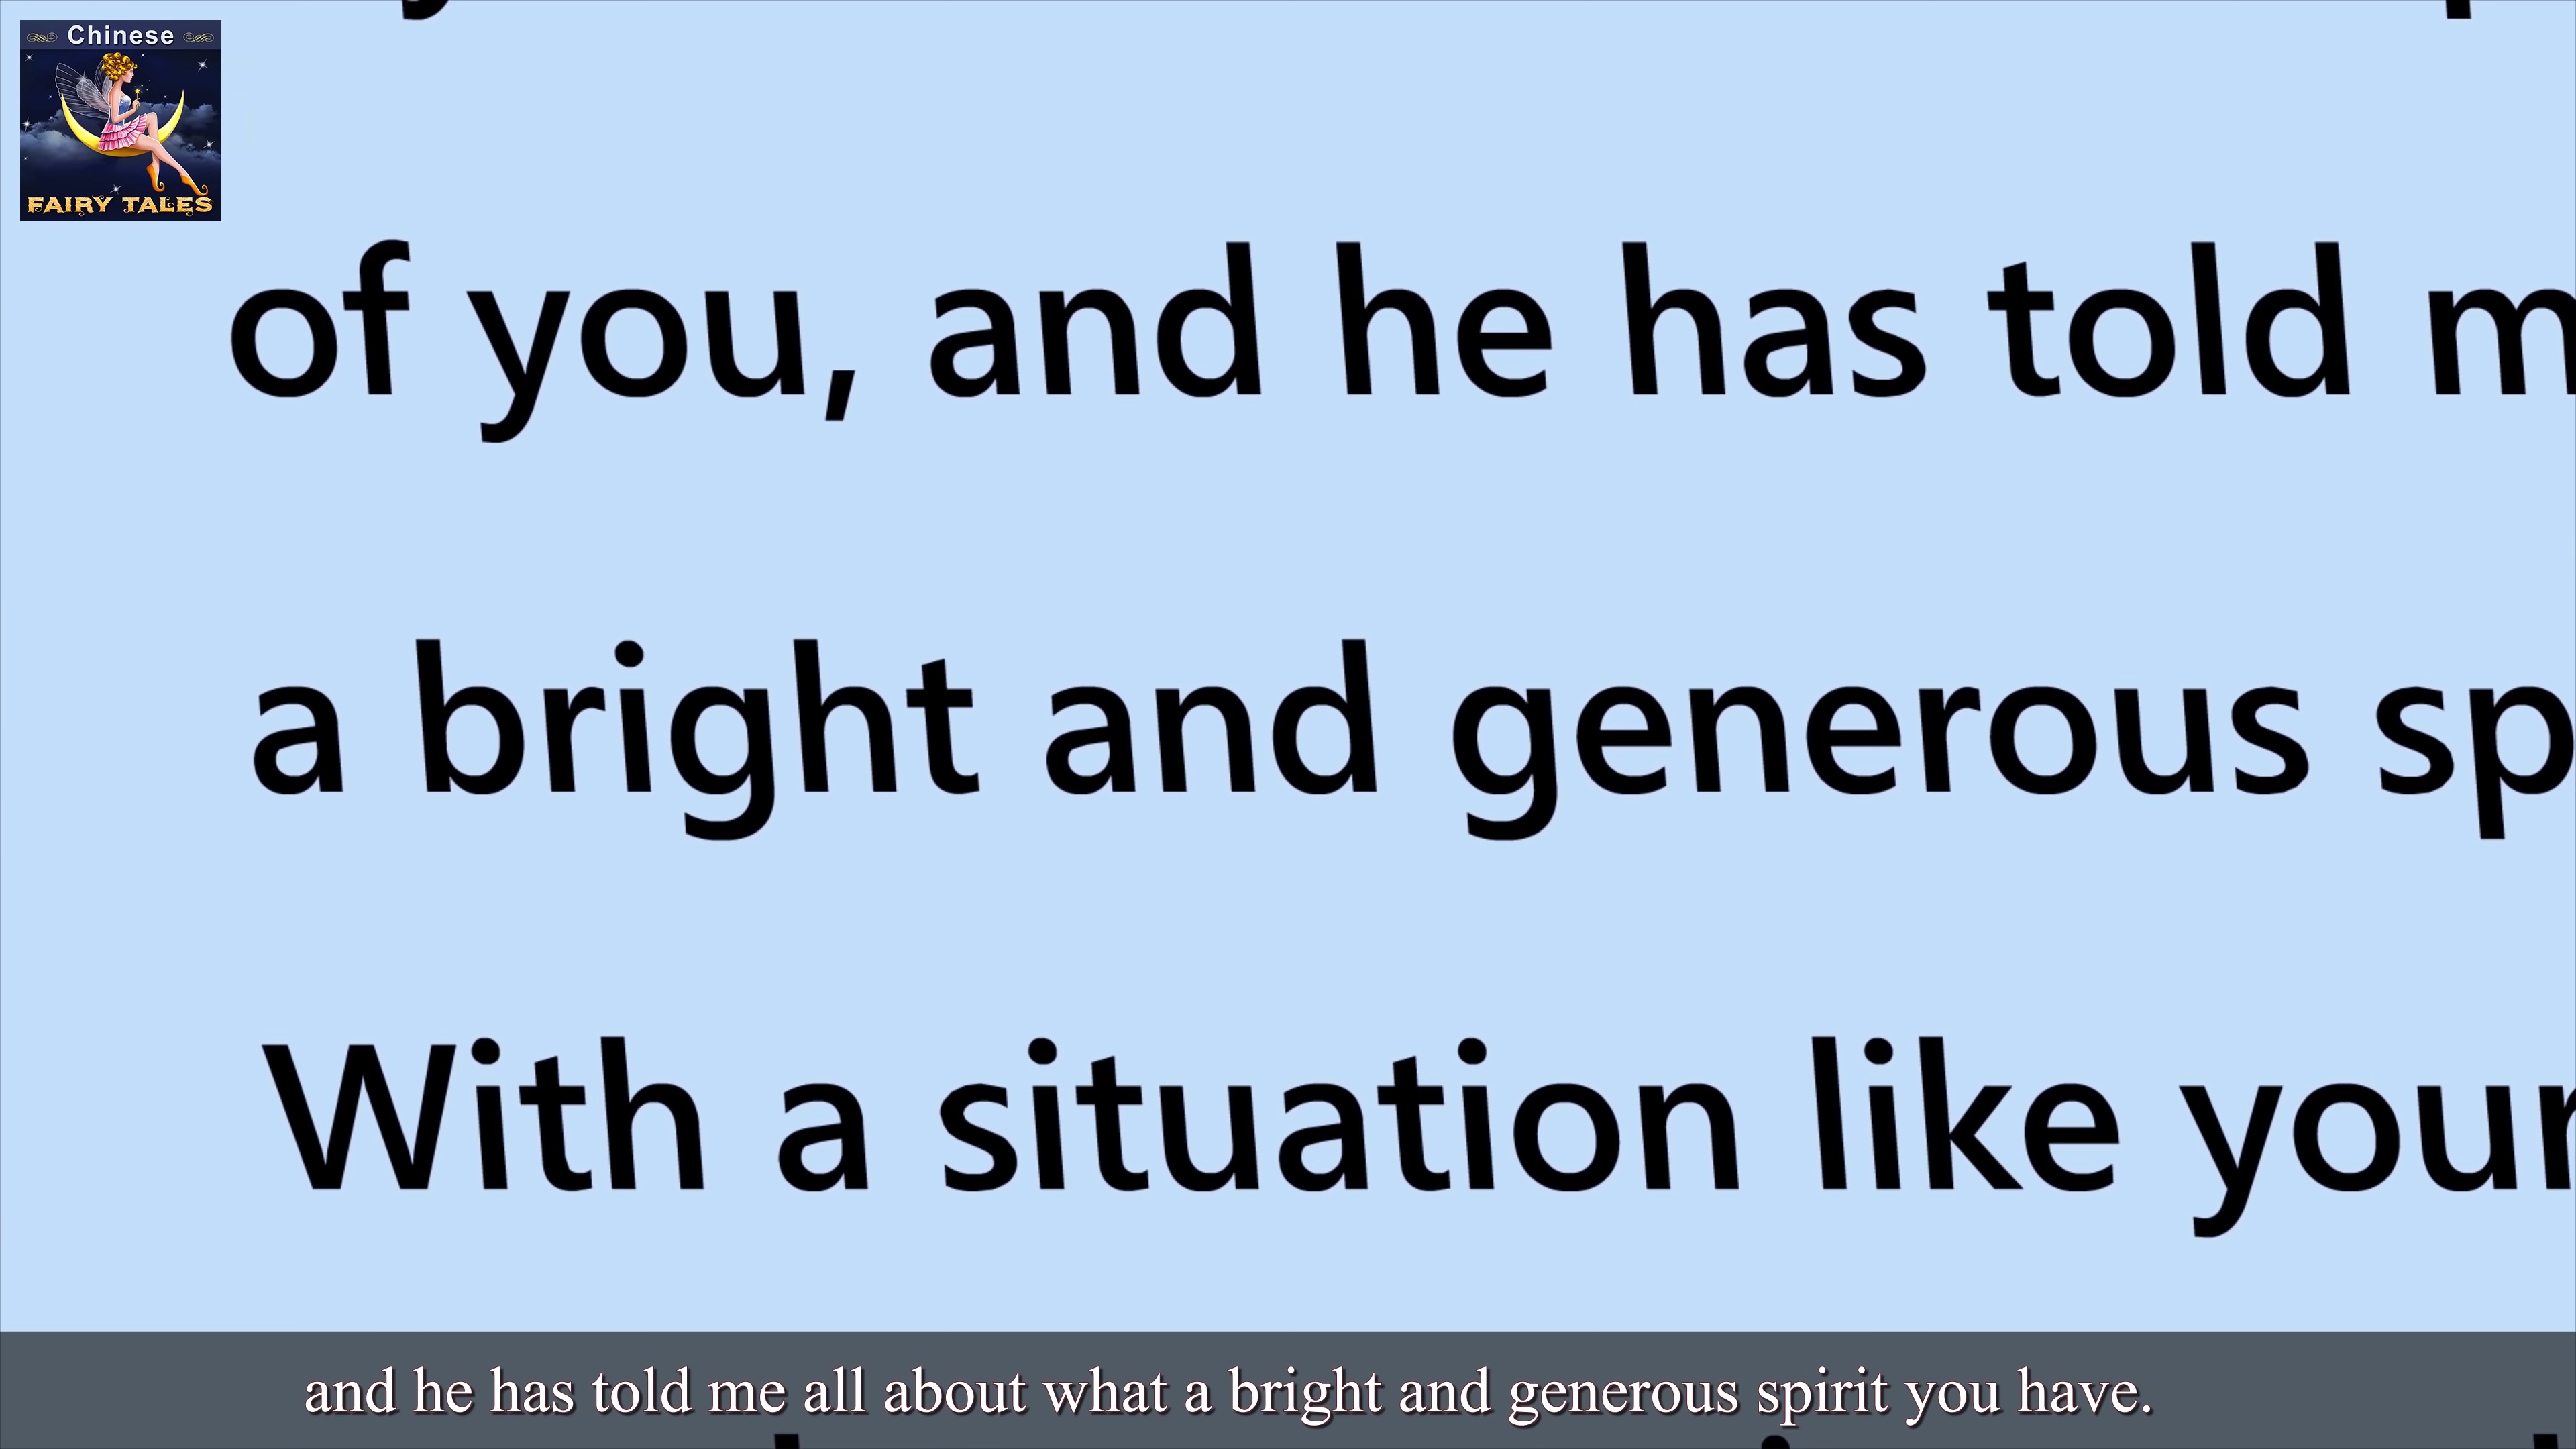 Chinese
FAIRY TALES
of you, and he has told m
a bright and generous sp
With a situation like your
and he has told me all about what a bright and generous spirit you have.